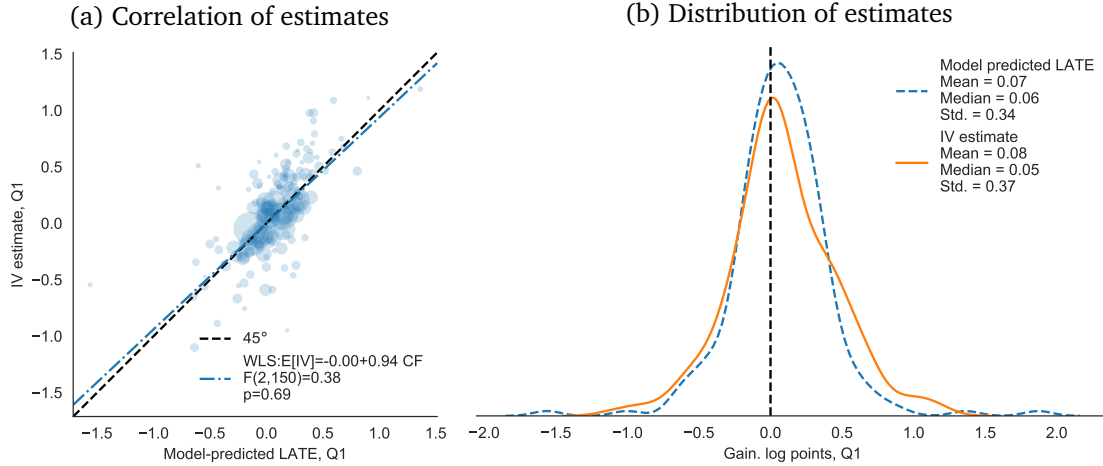 (a) Correlation of estimates
1.5
1.0
0.5
0.0
−0.5
−1.0
−1.5
IV estimate, Q1
45°
WLS:E[IV]=-0.00+0.94 CF
F(2,150)=0.38
p=0.69
−1.5 −1.0 −0.5 0.0 0.5 1.0 1.5
Model-predicted LATE, Q1
(b) Distribution of estimates
Model predicted LATE
Mean = 0.07
Median = 0.06
Std. = 0.34
IV estimate
Mean = 0.08
Median = 0.05
Std. = 0.37
−2.0 −1.5 −1.0 −0.5 0.0 0.5 1.0 1.5 2.0
Gain. log points, Q1